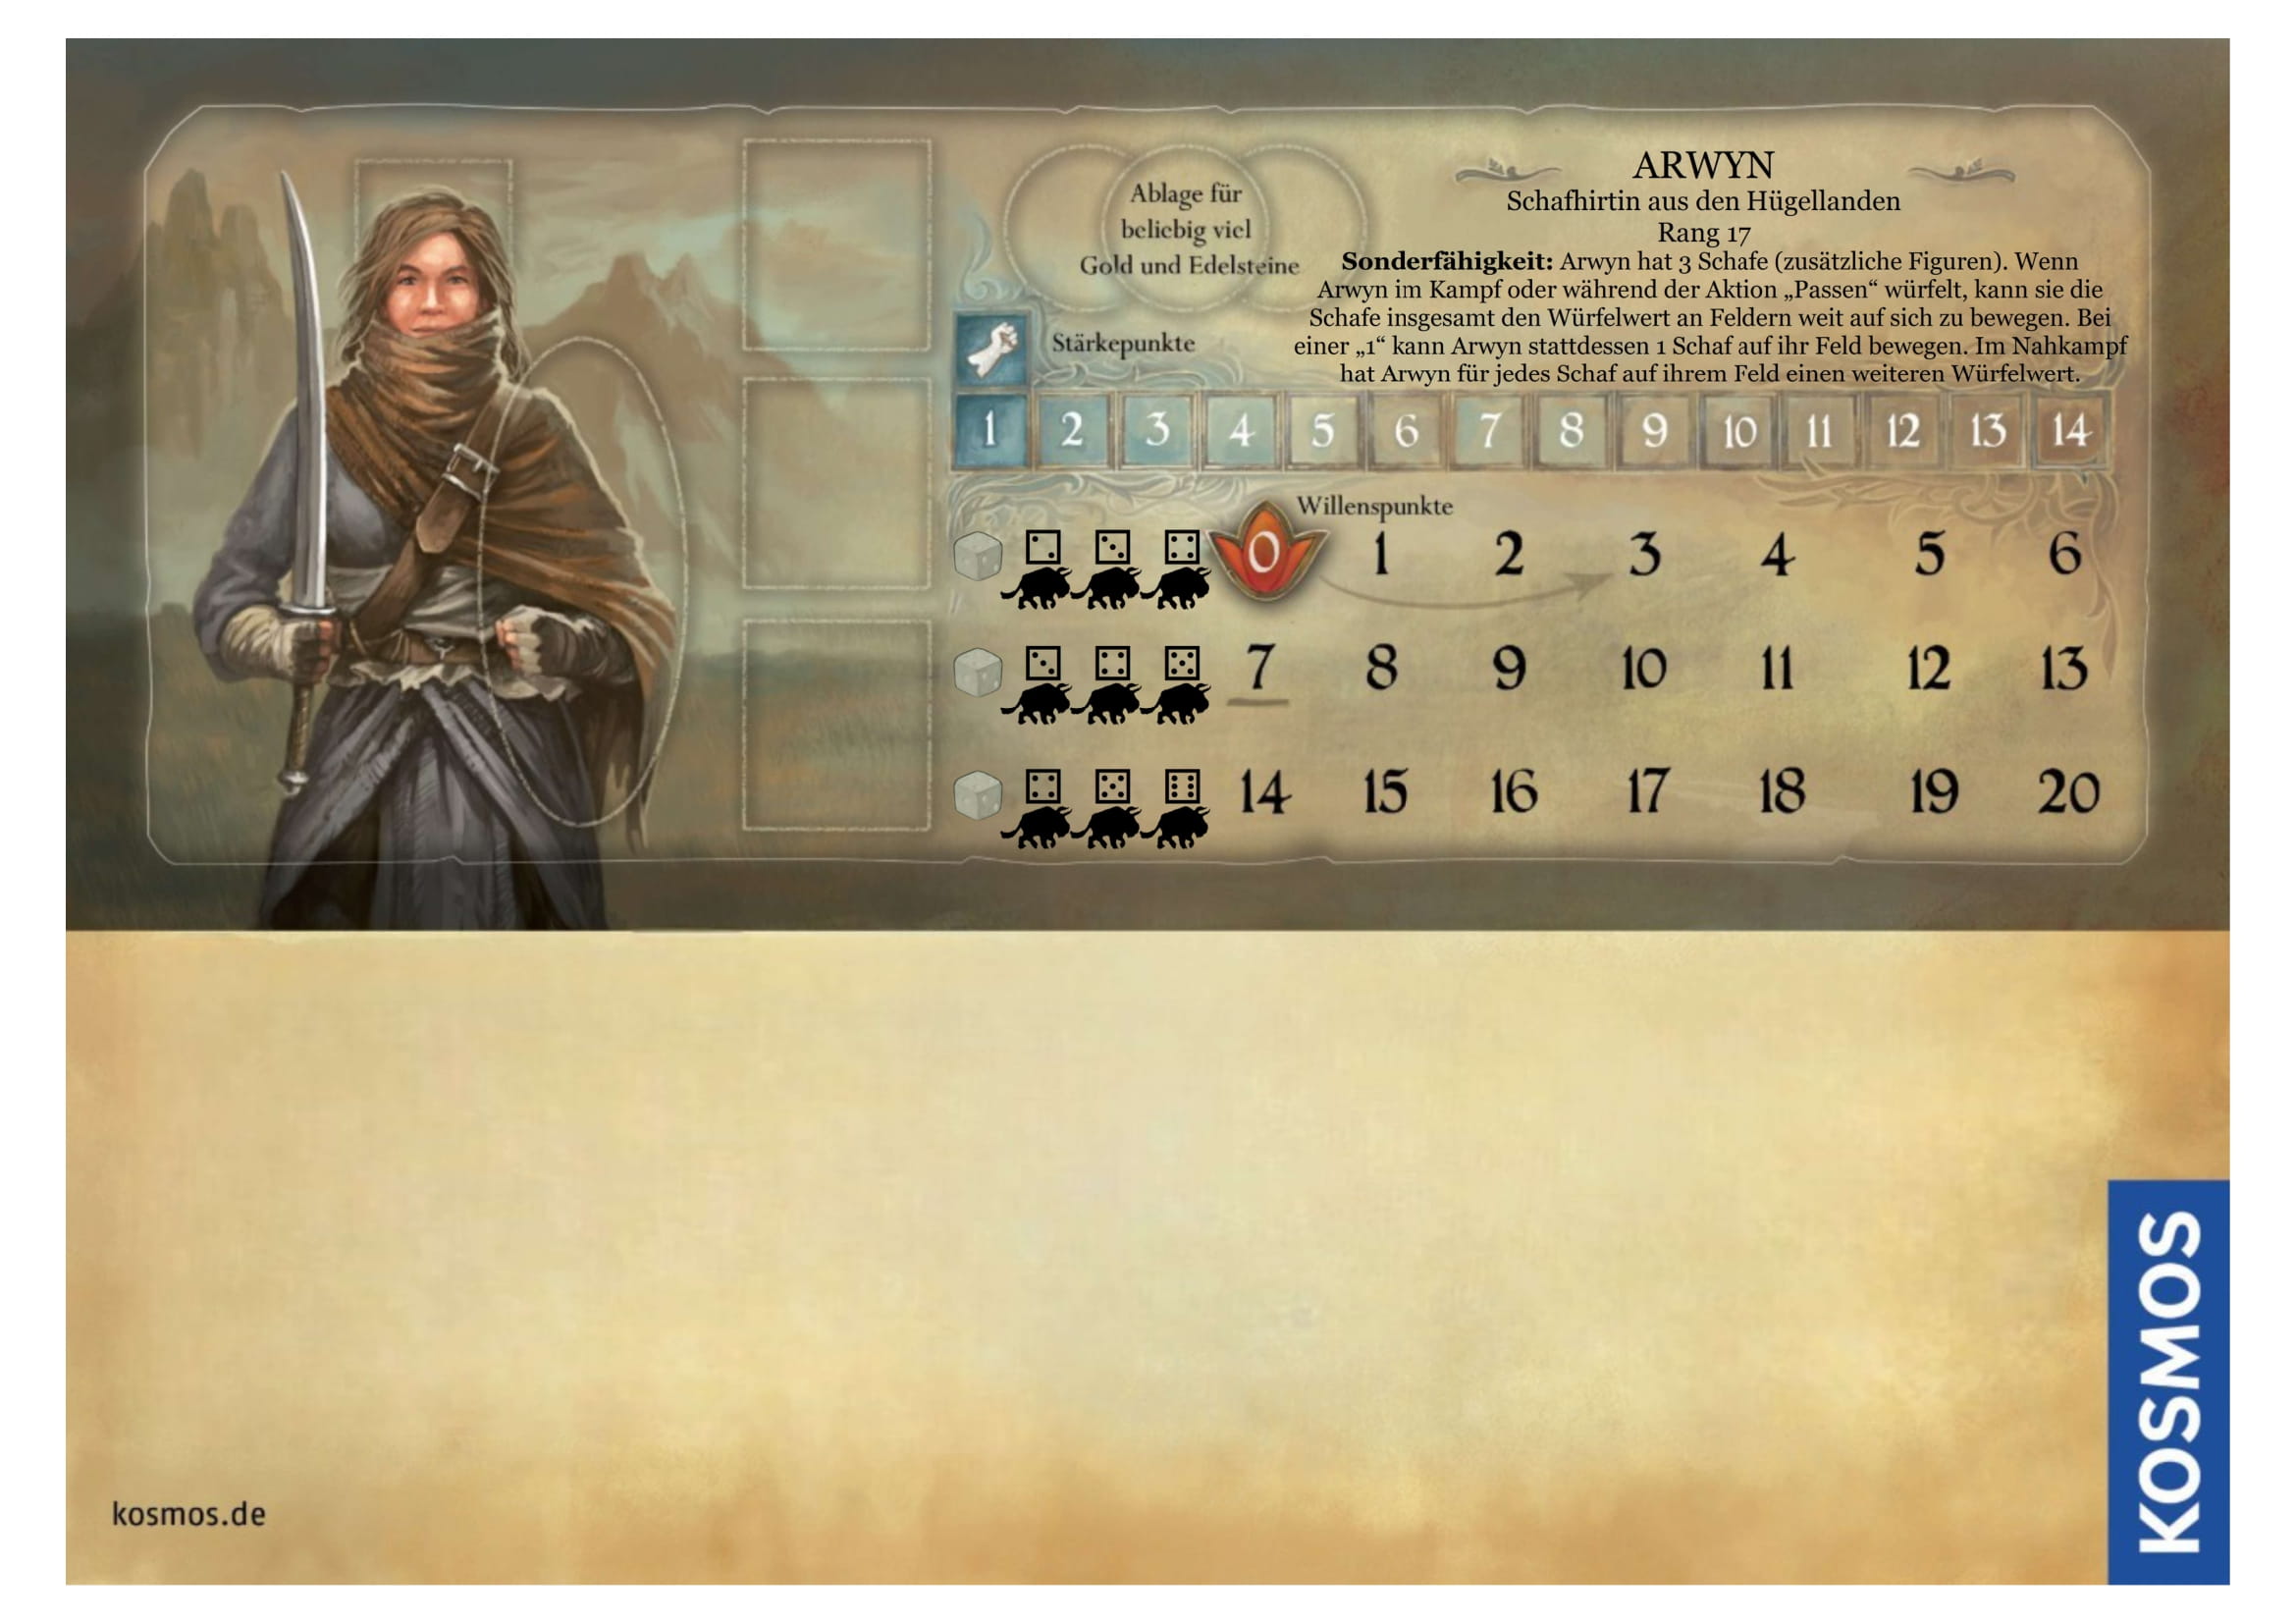 ARWYN
Schafhirtin aus den Hügellanden
Rang 17
Sonderfähigkeit: Arwyn hat 3 Schafe (zusätzliche Figuren). Wenn
Arwyn im Kampf oder während der Aktion „Passen“ würfelt, kann sie die
Schafe insgesamt den Würfelwert an Feldern weit auf sich zu bewegen. Bei
einer „1“ kann Arwyn stattdessen 1 Schaf auf ihr Feld bewegen. Im Nahkampf
hat Arwyn für jedes Schaf auf ihrem Feld einen weiteren Würfelwert.
Ablage für
beliebig viel
Gold und Edelsteine
Stärkepunkte
1 2 3 4 5 6 7 8 9 10 11 12 13 14
Willenspunkte
0 1 2 3 4 5 6
7 8 9 10 11 12 13
14 15 16 17 18 19 20
kosmos.de
KOSMOS